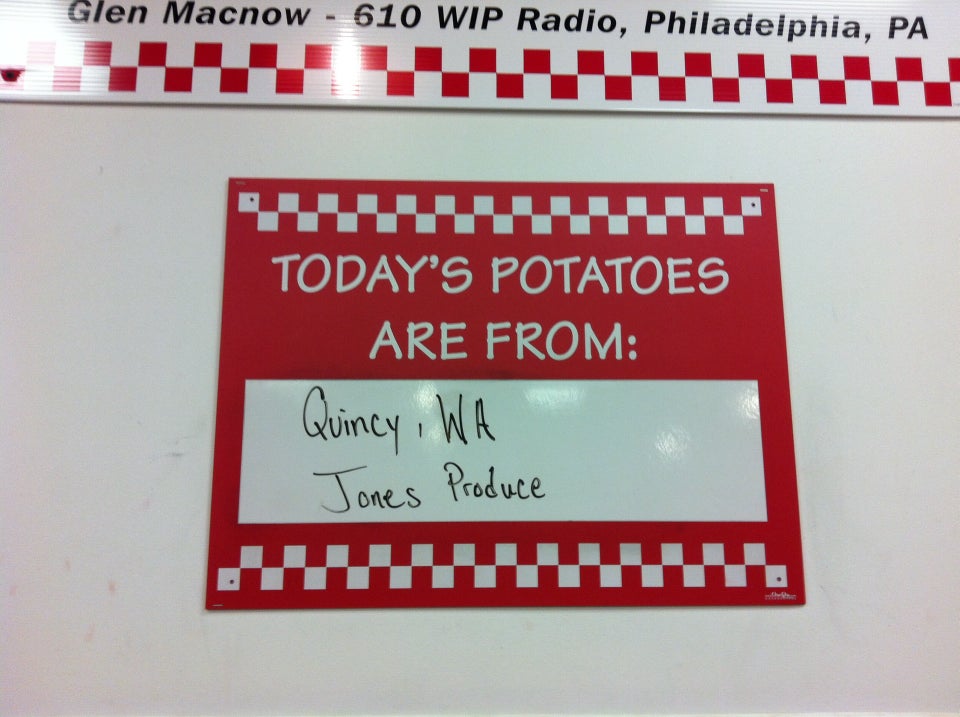 Glen Macnow - 610 WIP Radio, Philadelphia, PA
TODAY'S POTATOES
ARE FROM:
Quincy, WA
Jones Produce